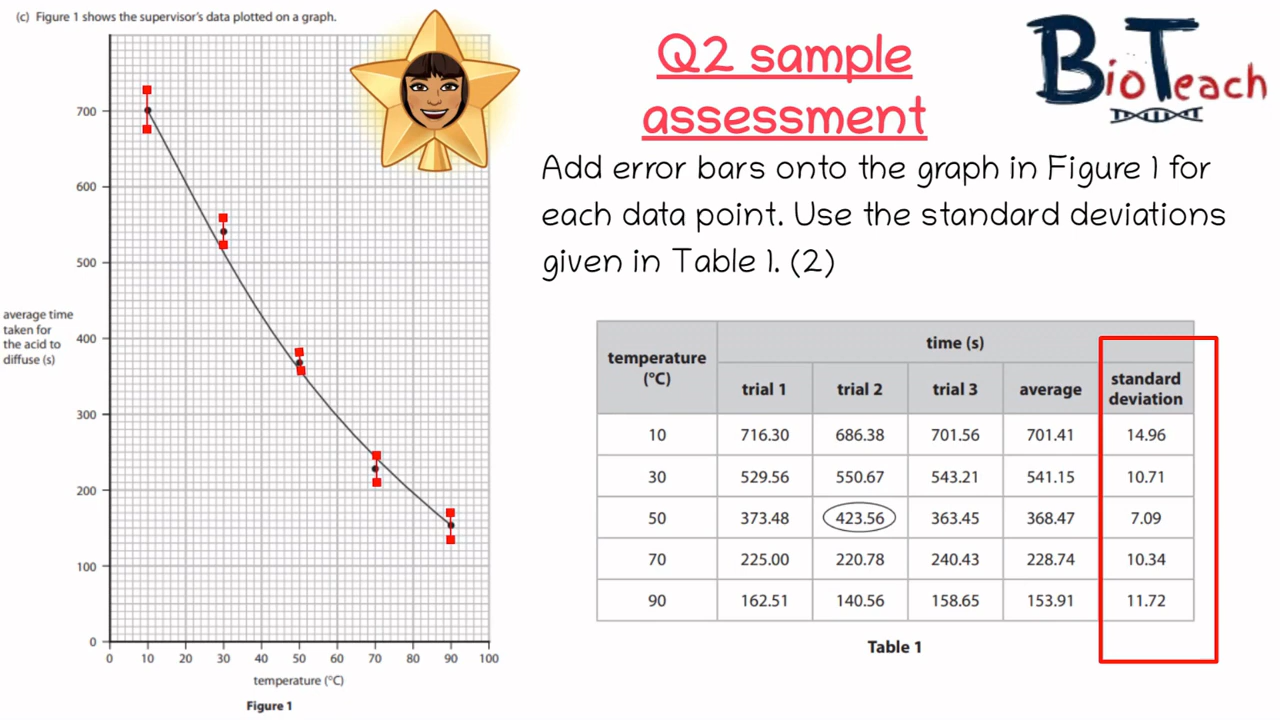 (c) Figure 1 shows the supervisor's data plotted on a graph.
700
600
500
400
300
200
100
0
average time
taken for
the acid to
diffuse (s)
0 10 20 30 40 50 60 70 80 90 100
temperature (°C)
Figure 1
Q2 sample
assessment
BioTeach
Add error bars onto the graph in Figure 1 for
each data point. Use the standard deviations
given in Table 1. (2)
temperature (°C) time (s)
trial 1 trial 2 trial 3 average standard deviation
10 716.30 686.38 701.56 701.41 14.96
30 529.56 550.67 543.21 541.15 10.71
50 373.48 423.56 363.45 368.47 7.09
70 225.00 220.78 240.43 228.74 10.34
90 162.51 140.56 158.65 153.91 11.72
Table 1